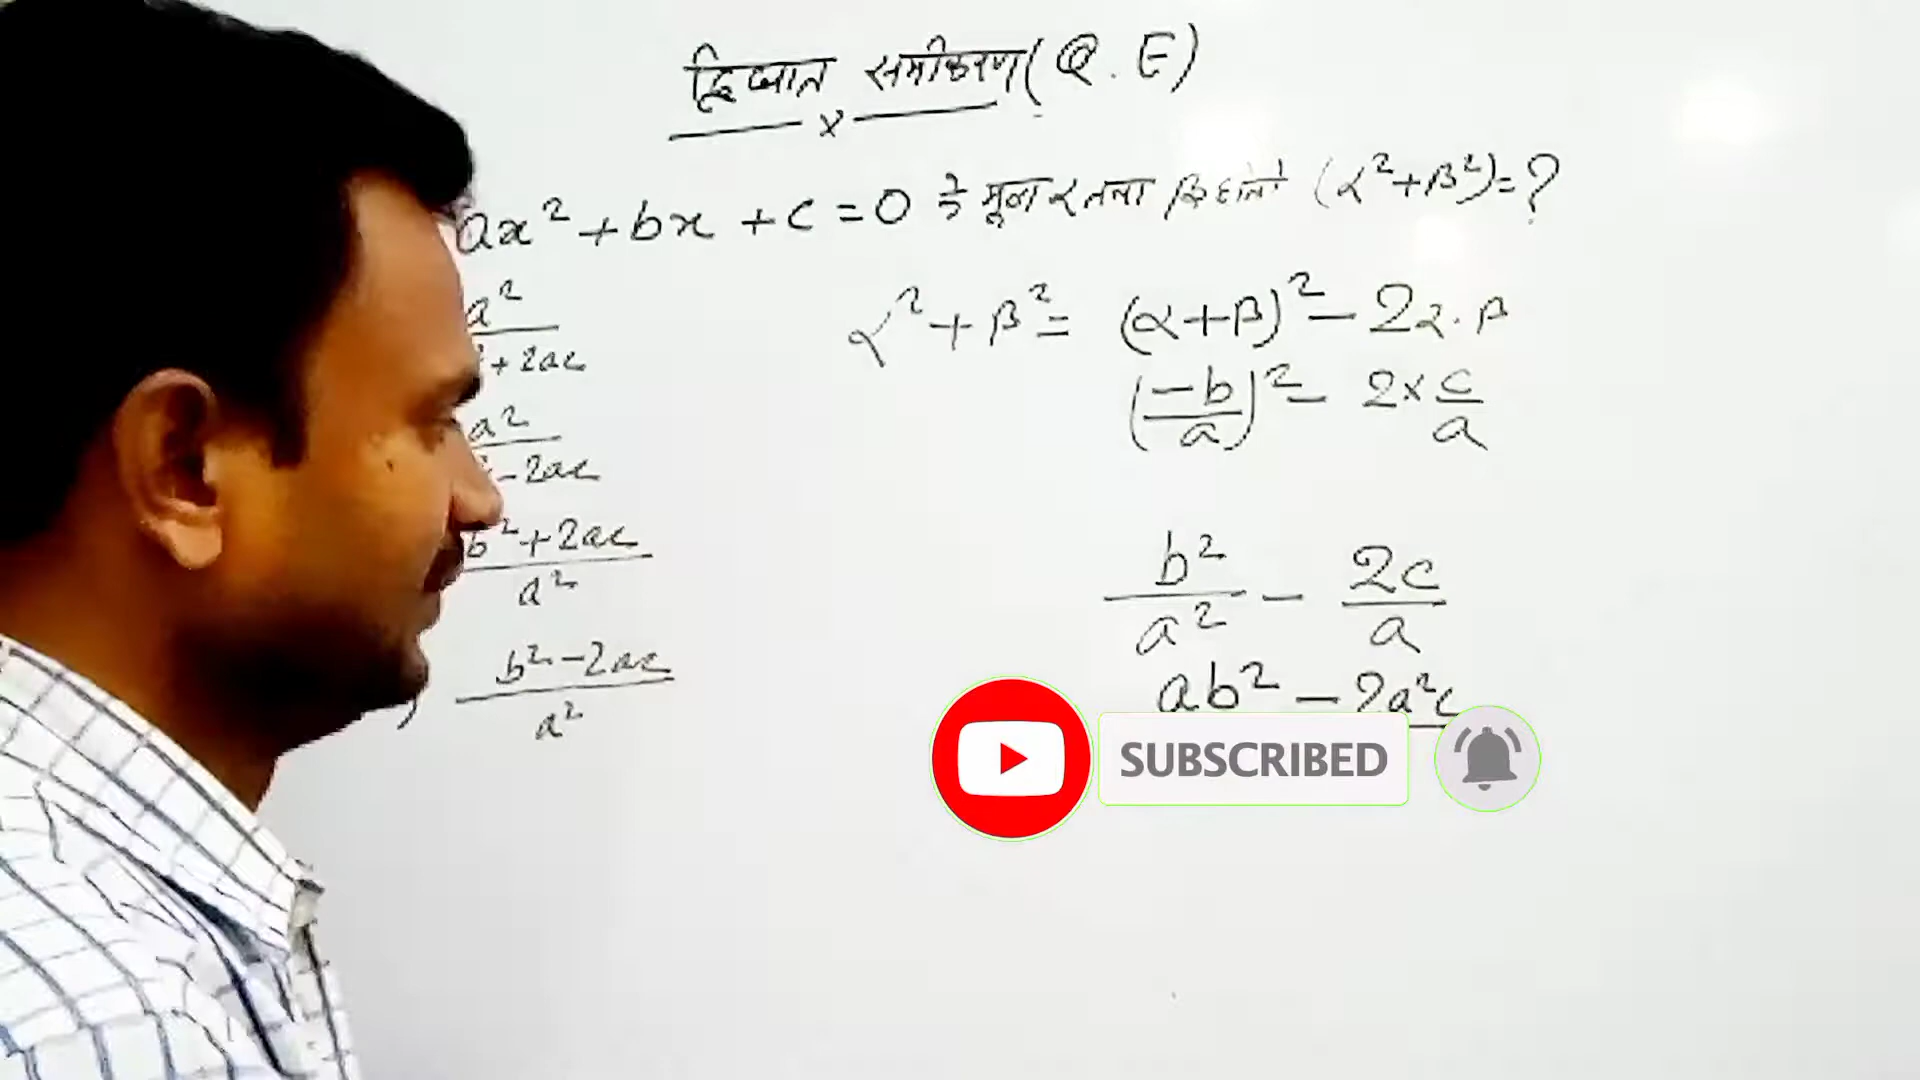 द्विघात समीकरण (Q.E)
x
ax² + bx + c = 0 के मूल α तथा β हो तो (α²+β²)=?
a²
+ 2ac
a²
- 2ac
b² + 2ac
a²
b² - 2ac
a²
α² + β² = (α+β)² - 2α.β
(-b/a)² - 2 × c/a
b²/a² - 2c/a
ab² - 2a²c
SUBSCRIBED